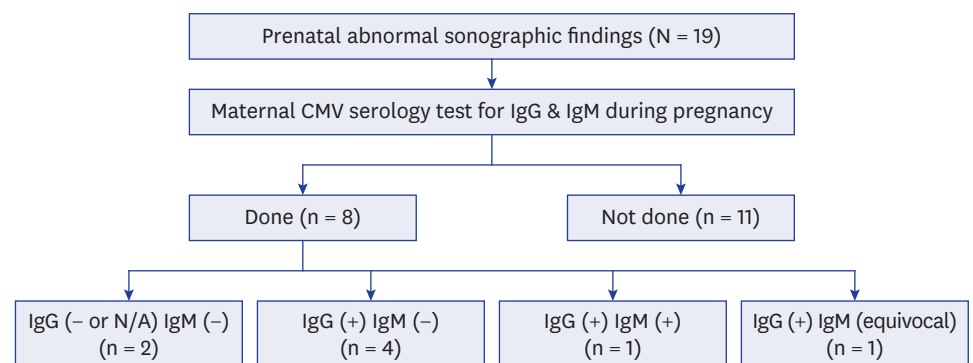 Prenatal abnormal sonographic findings (N = 19)
Maternal CMV serology test for IgG & IgM during pregnancy
Done (n = 8)
Not done (n = 11)
IgG (– or N/A) IgM (–)
(n = 2)
IgG (+) IgM (–)
(n = 4)
IgG (+) IgM (+)
(n = 1)
IgG (+) IgM (equivocal)
(n = 1)